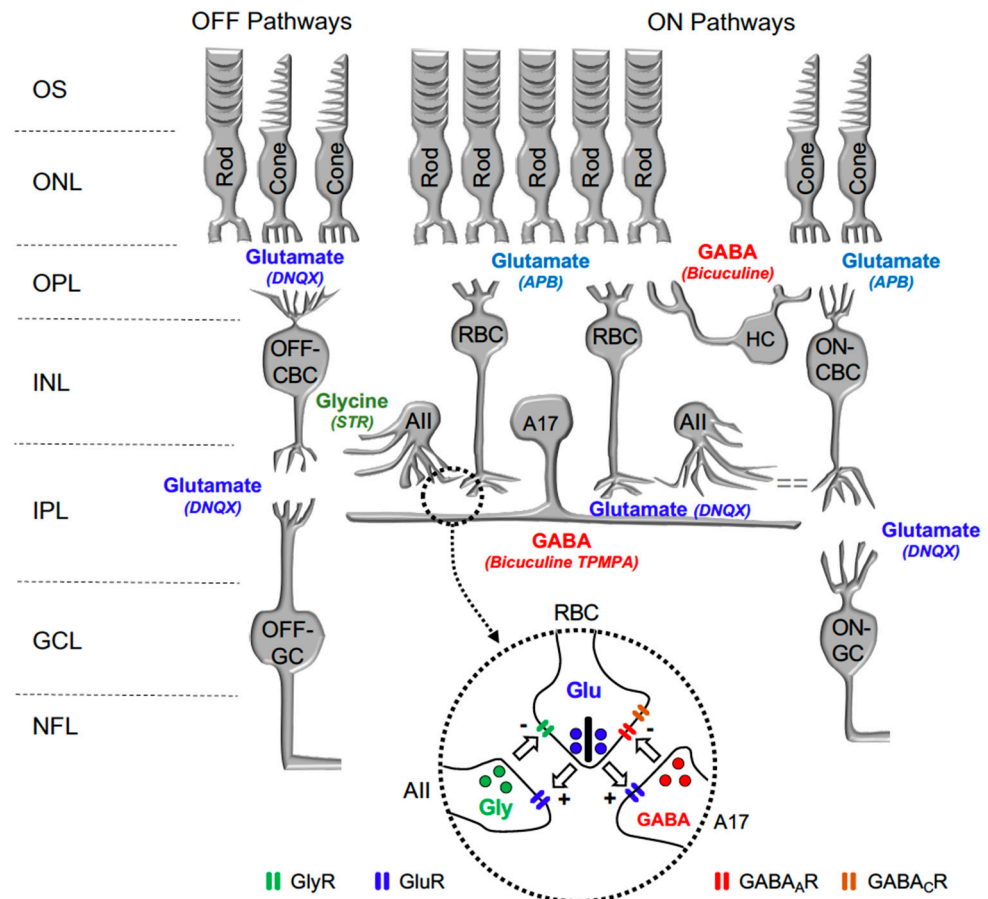 OFF Pathways
ON Pathways
OS
Rod
Cone
Cone
Rod
Rod
Rod
Rod
Rod
Cone
Cone
ONL
OPL
Glutamate
(DNQX)
Glutamate
(APB)
GABA
(Bicuculine)
Glutamate
(APB)
INL
OFF-
CBC
RBC
RBC
HC
ON-
CBC
Glycine
(STR)
AII
A17
AII
IPL
Glutamate
(DNQX)
Glutamate (DNQX)
==
GABA
(Bicuculine TPMPA)
Glutamate
(DNQX)
GCL
OFF-
GC
ON-
GC
NFL
RBC
Glu
-
-
AII
Gly
+
+
GABA
A17
GlyR
GluR
GABAAR
GABACR